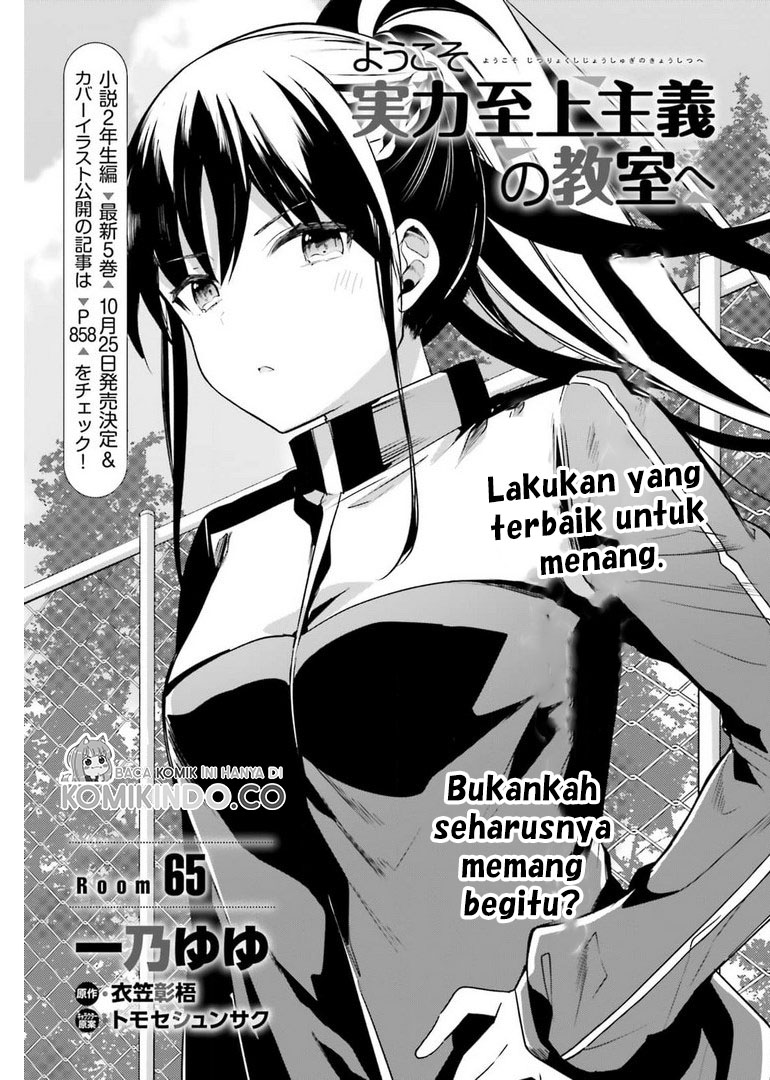 ようこそ ようこそ じつりょくしじょうしゅぎのきょうしつへ
実力至上主義
の教室へ
小説2年生編▼最新5巻▲10月25日発売決定&
カバーイラスト公開の記事は▼P858▲をチェック!
Lakukan yang
terbaik untuk
menang.
BACA KOMIK INI HANYA DI
KOMIKINDO.CO
Bukankah
seharusnya
memang
begitu?
Room 65
一乃ゆゆ
原作・衣笠彰梧
キャラクター原案・トモセシュンサク